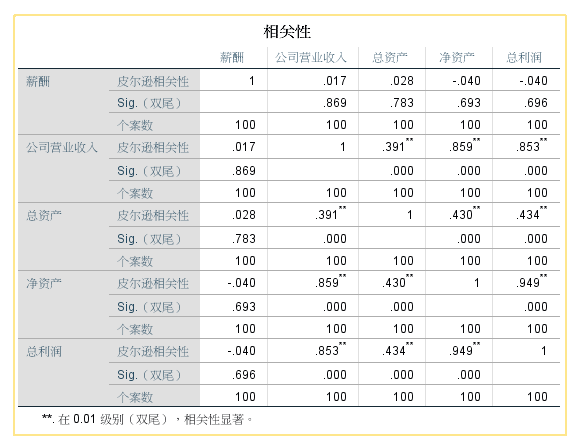 相关性
薪酬 公司营业收入 总资产 净资产 总利润
薪酬 皮尔逊相关性 1 .017 .028 -.040 -.040
Sig.（双尾） .869 .783 .693 .696
个案数 100 100 100 100 100
公司营业收入 皮尔逊相关性 .017 1 .391** .859** .853**
Sig.（双尾） .869 .000 .000 .000
个案数 100 100 100 100 100
总资产 皮尔逊相关性 .028 .391** 1 .430** .434**
Sig.（双尾） .783 .000 .000 .000
个案数 100 100 100 100 100
净资产 皮尔逊相关性 -.040 .859** .430** 1 .949**
Sig.（双尾） .693 .000 .000 .000
个案数 100 100 100 100 100
总利润 皮尔逊相关性 -.040 .853** .434** .949** 1
Sig.（双尾） .696 .000 .000 .000
个案数 100 100 100 100 100
**. 在 0.01 级别（双尾），相关性显著。